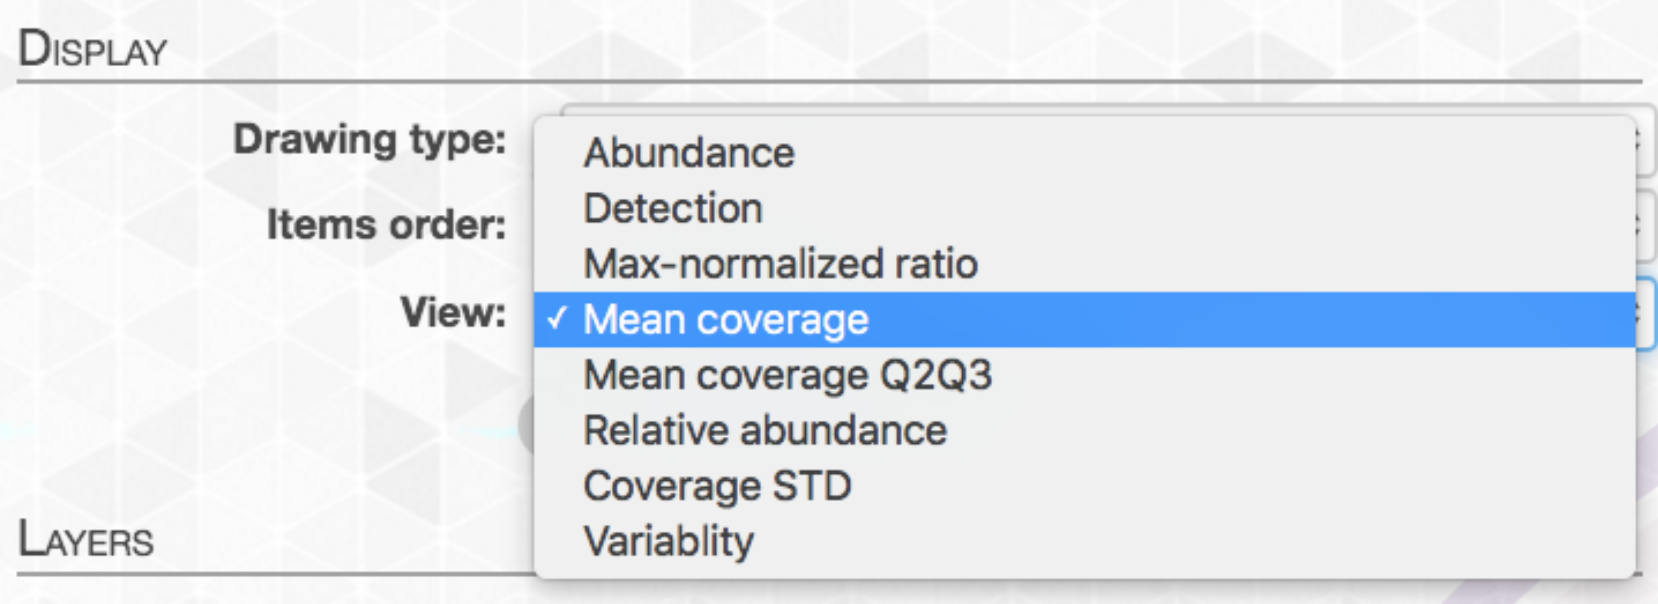 Display
Drawing type:
Abundance
Detection
Items order:
Max-normalized ratio
View:
✓ Mean coverage
Mean coverage Q2Q3
Relative abundance
Coverage STD
Variablity
Layers